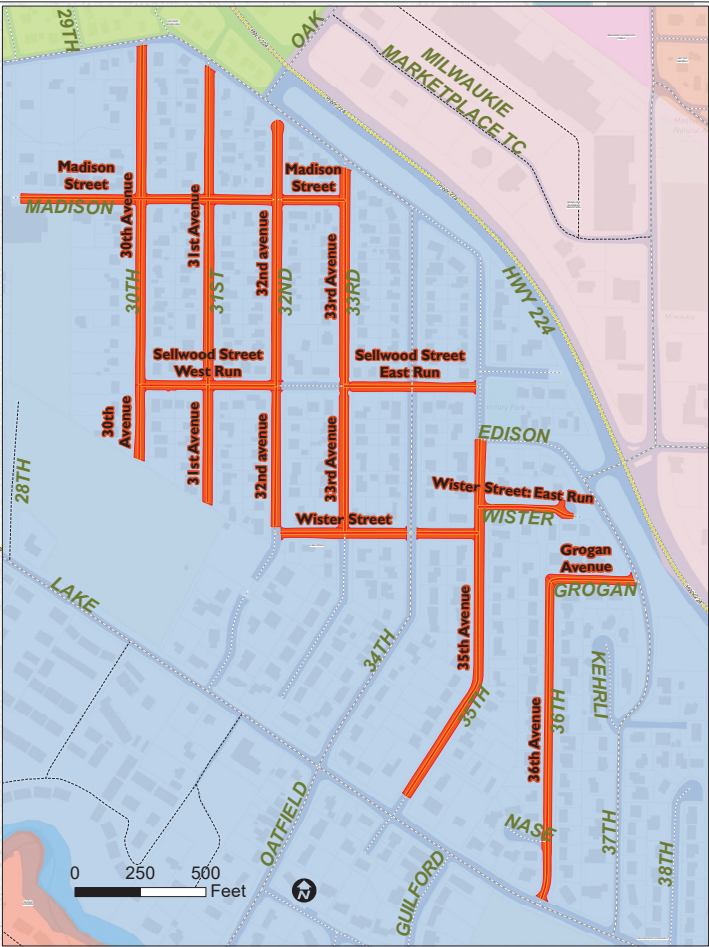 29TH
OAK
MILWAUKIE
MARKETPLACE TC
Madison
Street
MADISON
30th Avenue
31st Avenue
32nd avenue
Madison
Street
33rd Avenue
30TH
31ST
32ND
33RD
HWY 224
Sellwood Street
West Run
Sellwood Street
East Run
30th
Avenue
31st Avenue
32nd avenue
33rd Avenue
28TH
EDISON
Wister Street: East Run
WISTER
Wister Street
Grogan
Avenue
GROGAN
LAKE
34TH
35th Avenue
35TH
36th Avenue
36TH
KEHRLI
NASE
37TH
38TH
OATFIELD
GUILFORD
0 250 500
Feet
N